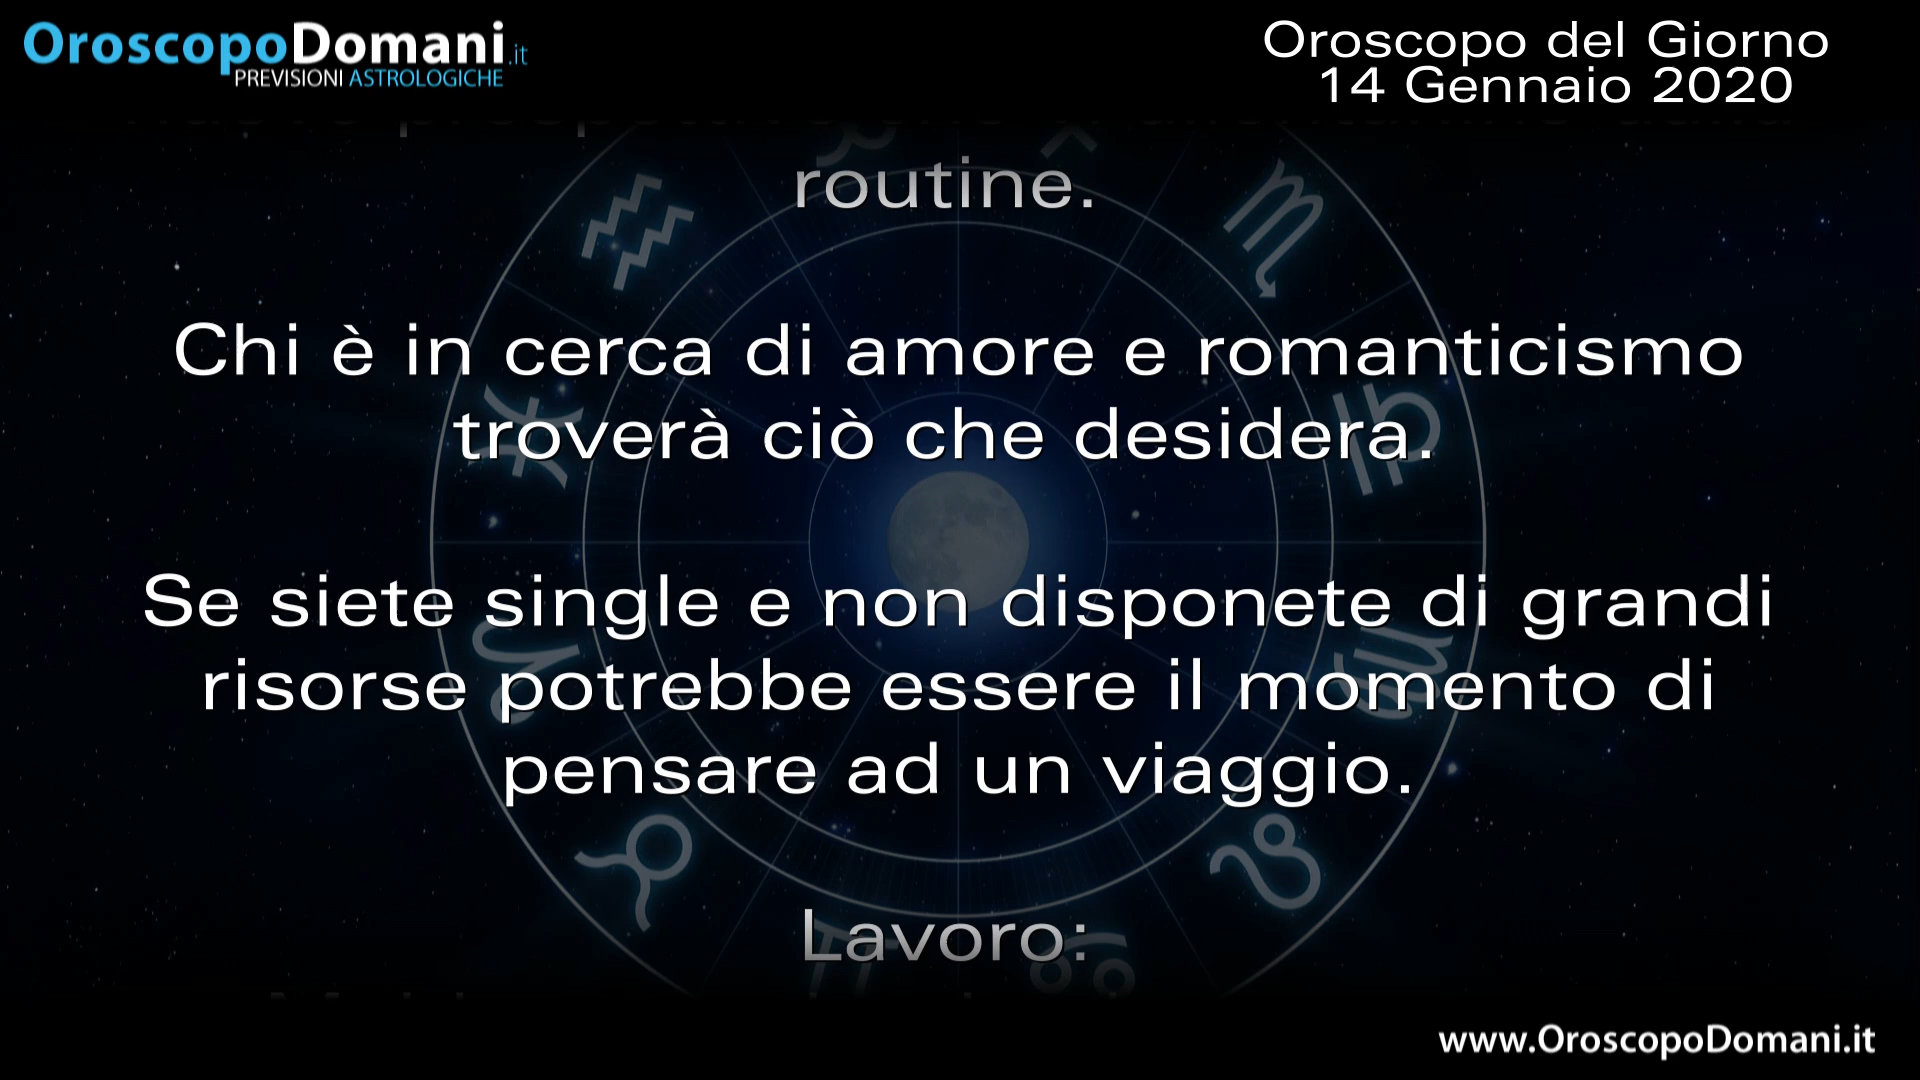 OroscopoDomani.it
PREVISIONI ASTROLOGICHE
Oroscopo del Giorno
14 Gennaio 2020
routine.
Chi è in cerca di amore e romanticismo
troverà ciò che desidera.
Se siete single e non disponete di grandi
risorse potrebbe essere il momento di
pensare ad un viaggio.
Lavoro:
www.OroscopoDomani.it